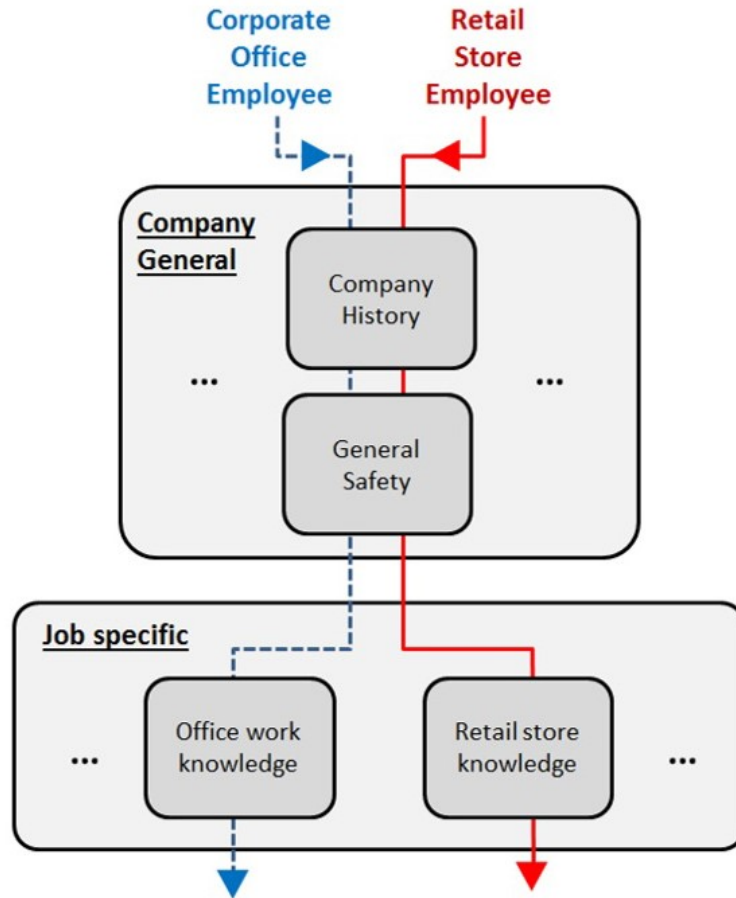 Corporate
Office
Employee
Retail
Store
Employee
Company
General
Company
History
...
...
General
Safety
Job specific
Office work
knowledge
Retail store
knowledge
...
...